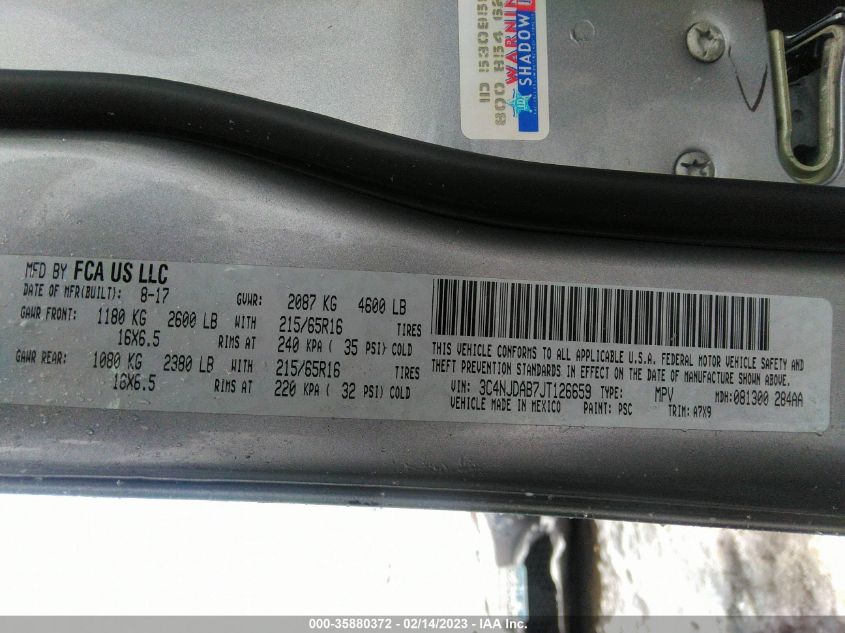 ID 530959
WARNIN
800 854 62
SHADOW
MFD BY FCA US LLC
DATE OF MFR(BUILT): 8-17 GVWR: 2087 KG 4600 LB
GAWR FRONT: 1180 KG 2600 LB WITH 215/65R16 TIRES
16X6.5 RIMS AT 240 KPA ( 35 PSI) COLD
GAWR REAR: 1080 KG 2380 LB WITH 215/65R16 TIRES
16X6.5 RIMS AT 220 KPA ( 32 PSI) COLD
THIS VEHICLE CONFORMS TO ALL APPLICABLE U.S.A. FEDERAL MOTOR VEHICLE SAFETY AND
THEFT PREVENTION STANDARDS IN EFFECT ON THE DATE OF MANUFACTURE SHOWN ABOVE.
VIN: 3C4NJDAB7JT126659 TYPE: MPV MDH:081300 284AA
VEHICLE MADE IN MEXICO PAINT: PSC TRIM: A7X9
000-35880372 — 02/14/2023 — IAA Inc.